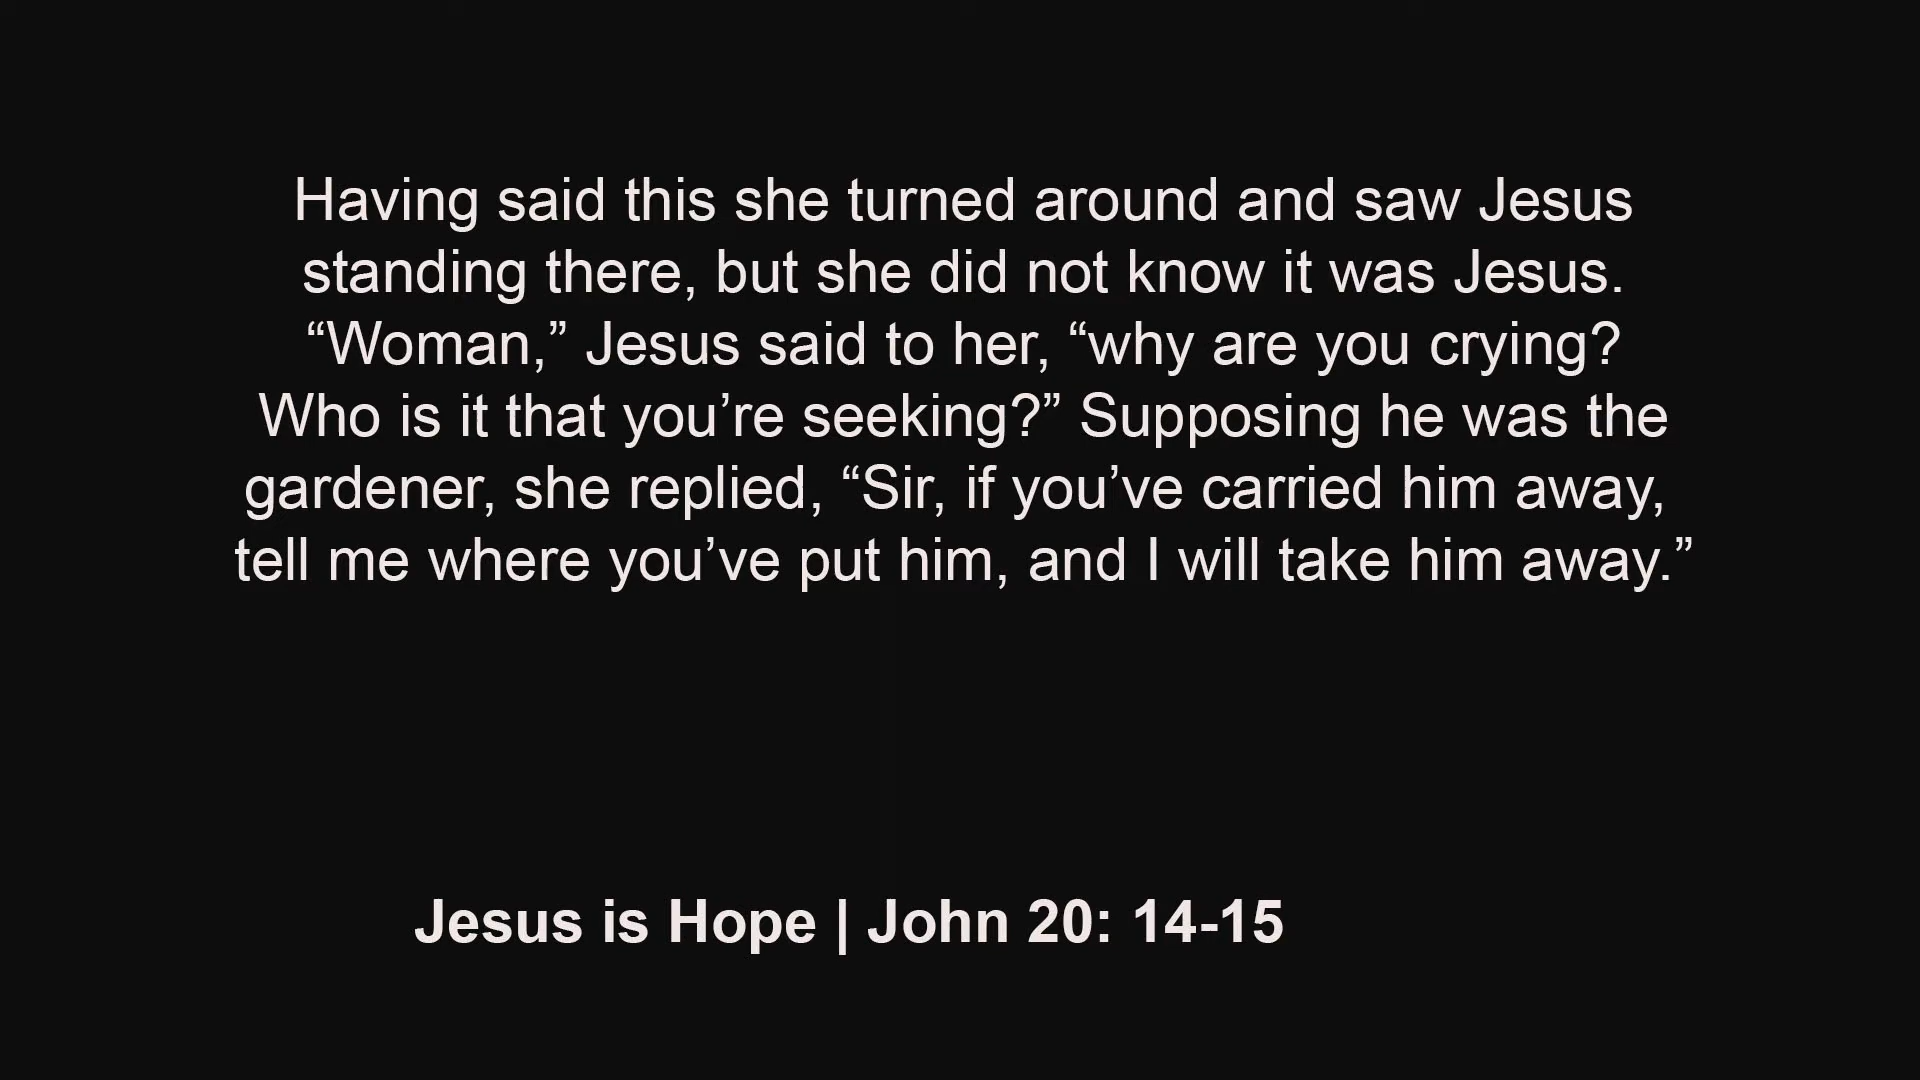 Having said this she turned around and saw Jesus
standing there, but she did not know it was Jesus.
“Woman,” Jesus said to her, “why are you crying?
Who is it that you’re seeking?” Supposing he was the
gardener, she replied, “Sir, if you’ve carried him away,
tell me where you’ve put him, and I will take him away.”
Jesus is Hope | John 20: 14-15